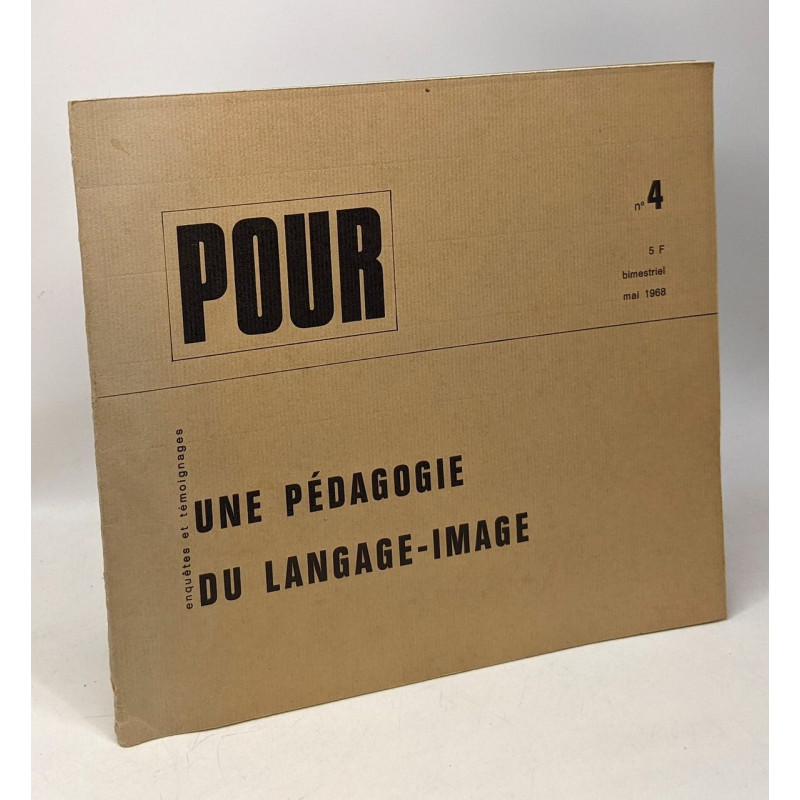 POUR
n° 4
5 F
bimestriel
mai 1968
enquêtes et témoignages
UNE PÉDAGOGIE
DU LANGAGE-IMAGE